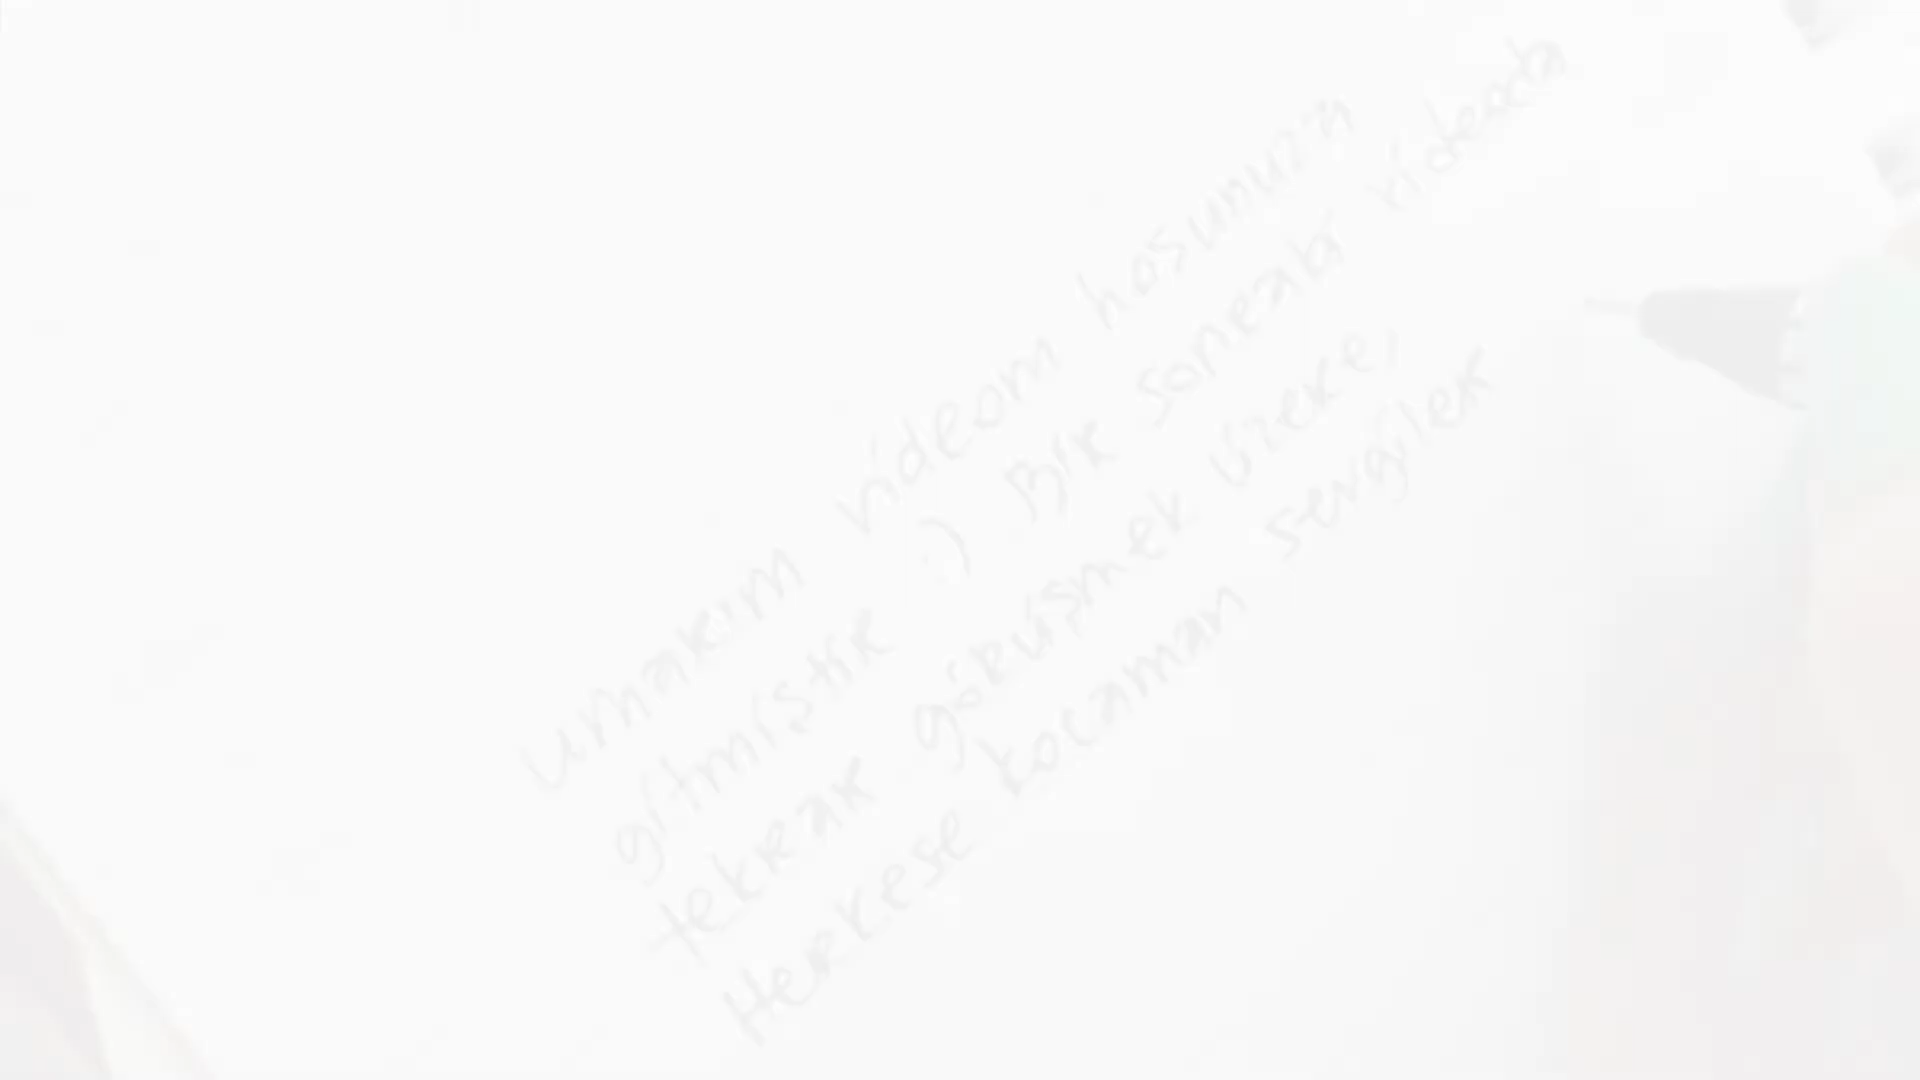 umarım videom hoşunuza
gitmiştir :) Bir sonraki videoda
tekrar görüşmek üzere,
Herkese kocaman sevgiler